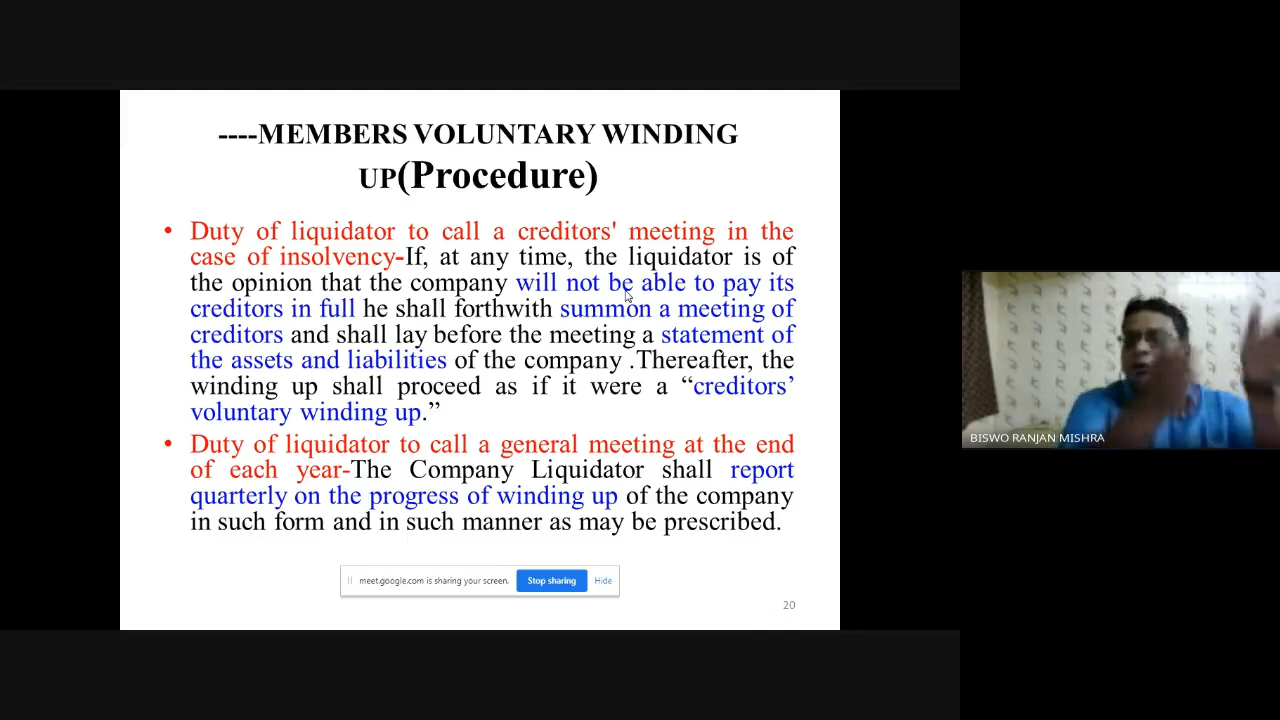 ----MEMBERS VOLUNTARY WINDING
UP(Procedure)
• Duty of liquidator to call a creditors' meeting in the
case of insolvency-If, at any time, the liquidator is of
the opinion that the company will not be able to pay its
creditors in full he shall forthwith summon a meeting of
creditors and shall lay before the meeting a statement of
the assets and liabilities of the company .Thereafter, the
winding up shall proceed as if it were a “creditors’
voluntary winding up.”
• Duty of liquidator to call a general meeting at the end
of each year-The Company Liquidator shall report
quarterly on the progress of winding up of the company
in such form and in such manner as may be prescribed.
meet.google.com is sharing your screen. Stop sharing Hide
20
BISWO RANJAN MISHRA